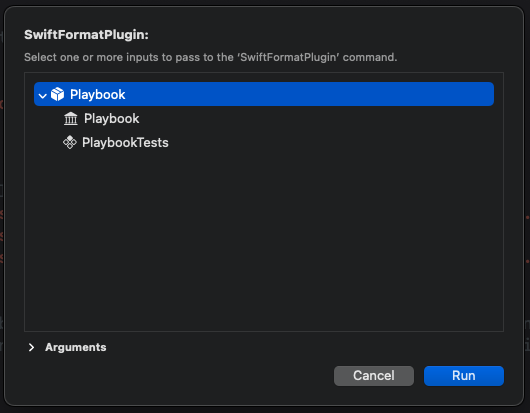 SwiftFormatPlugin:
Select one or more inputs to pass to the 'SwiftFormatPlugin' command.
Playbook
Playbook
PlaybookTests
Arguments
Cancel Run